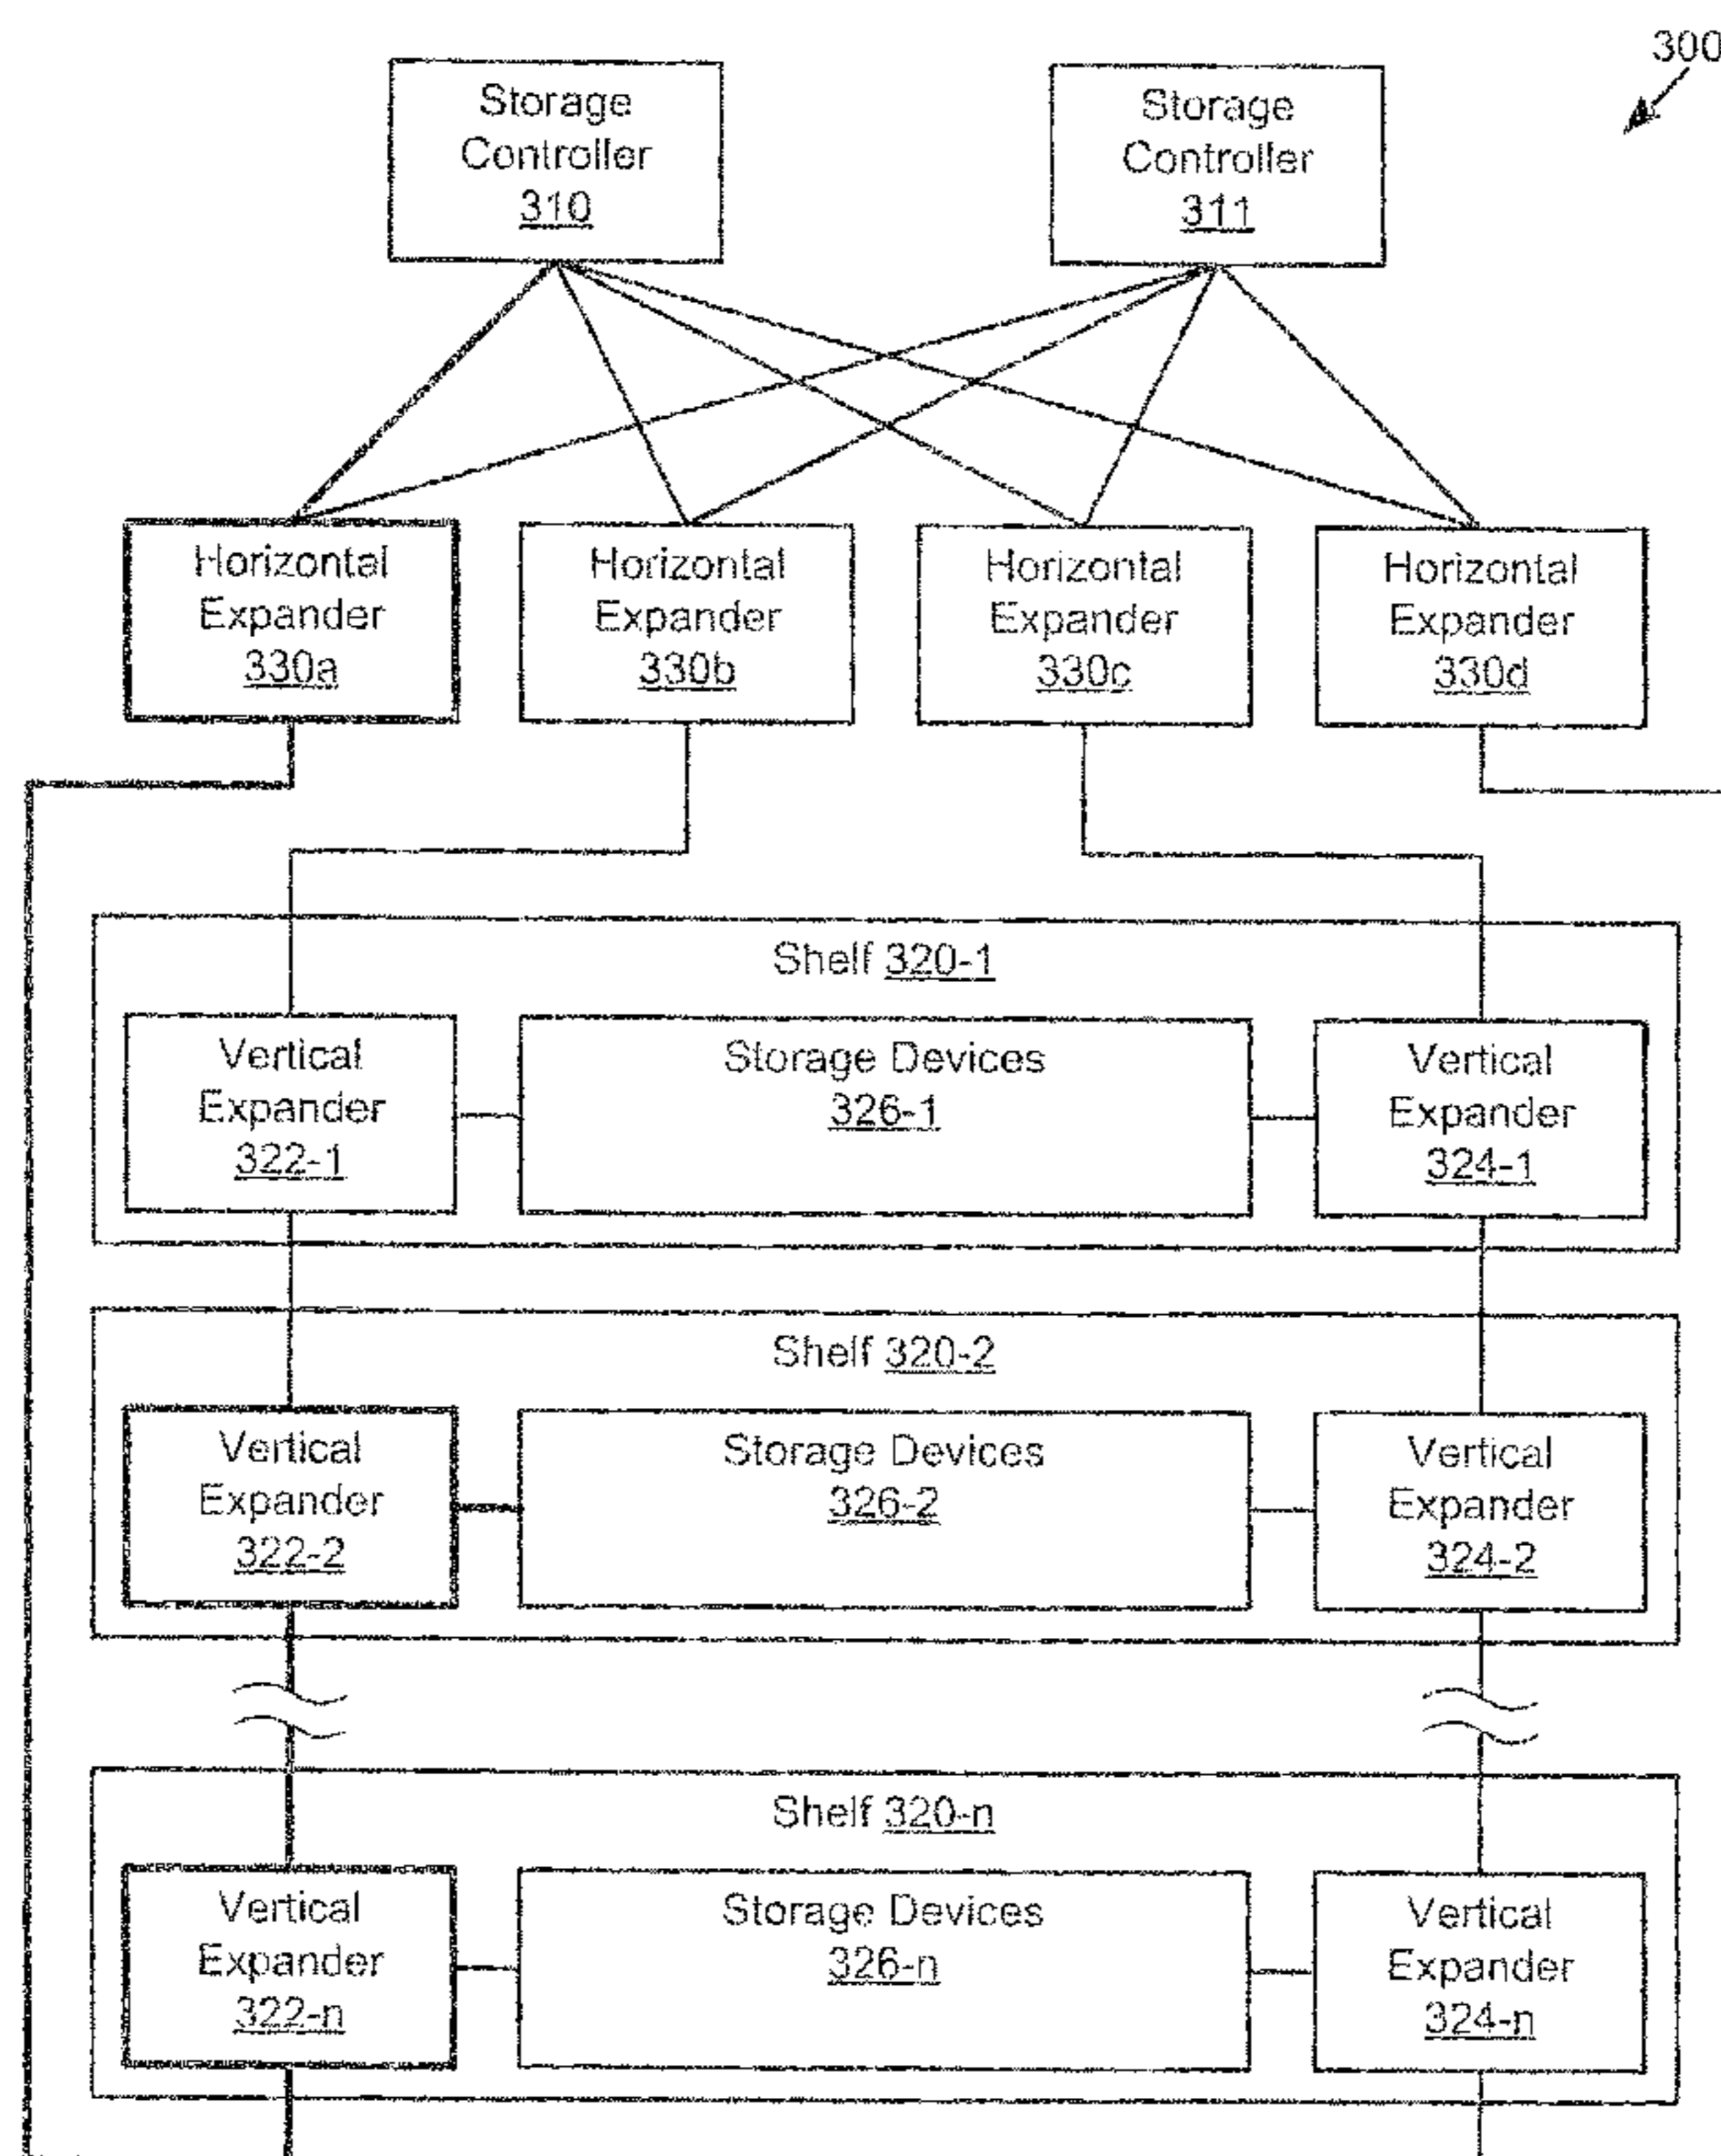 300
Storage
Controller
310
Storage
Controller
311
Horizontal
Expander
330a
Horizontal
Expander
330b
Horizontal
Expander
330c
Horizontal
Expander
330d
Shelf 320-1
Vertical
Expander
322-1
Storage Devices
326-1
Vertical
Expander
324-1
Shelf 320-2
Vertical
Expander
322-2
Storage Devices
326-2
Vertical
Expander
324-2
Shelf 320-n
Vertical
Expander
322-n
Storage Devices
326-n
Vertical
Expander
324-n